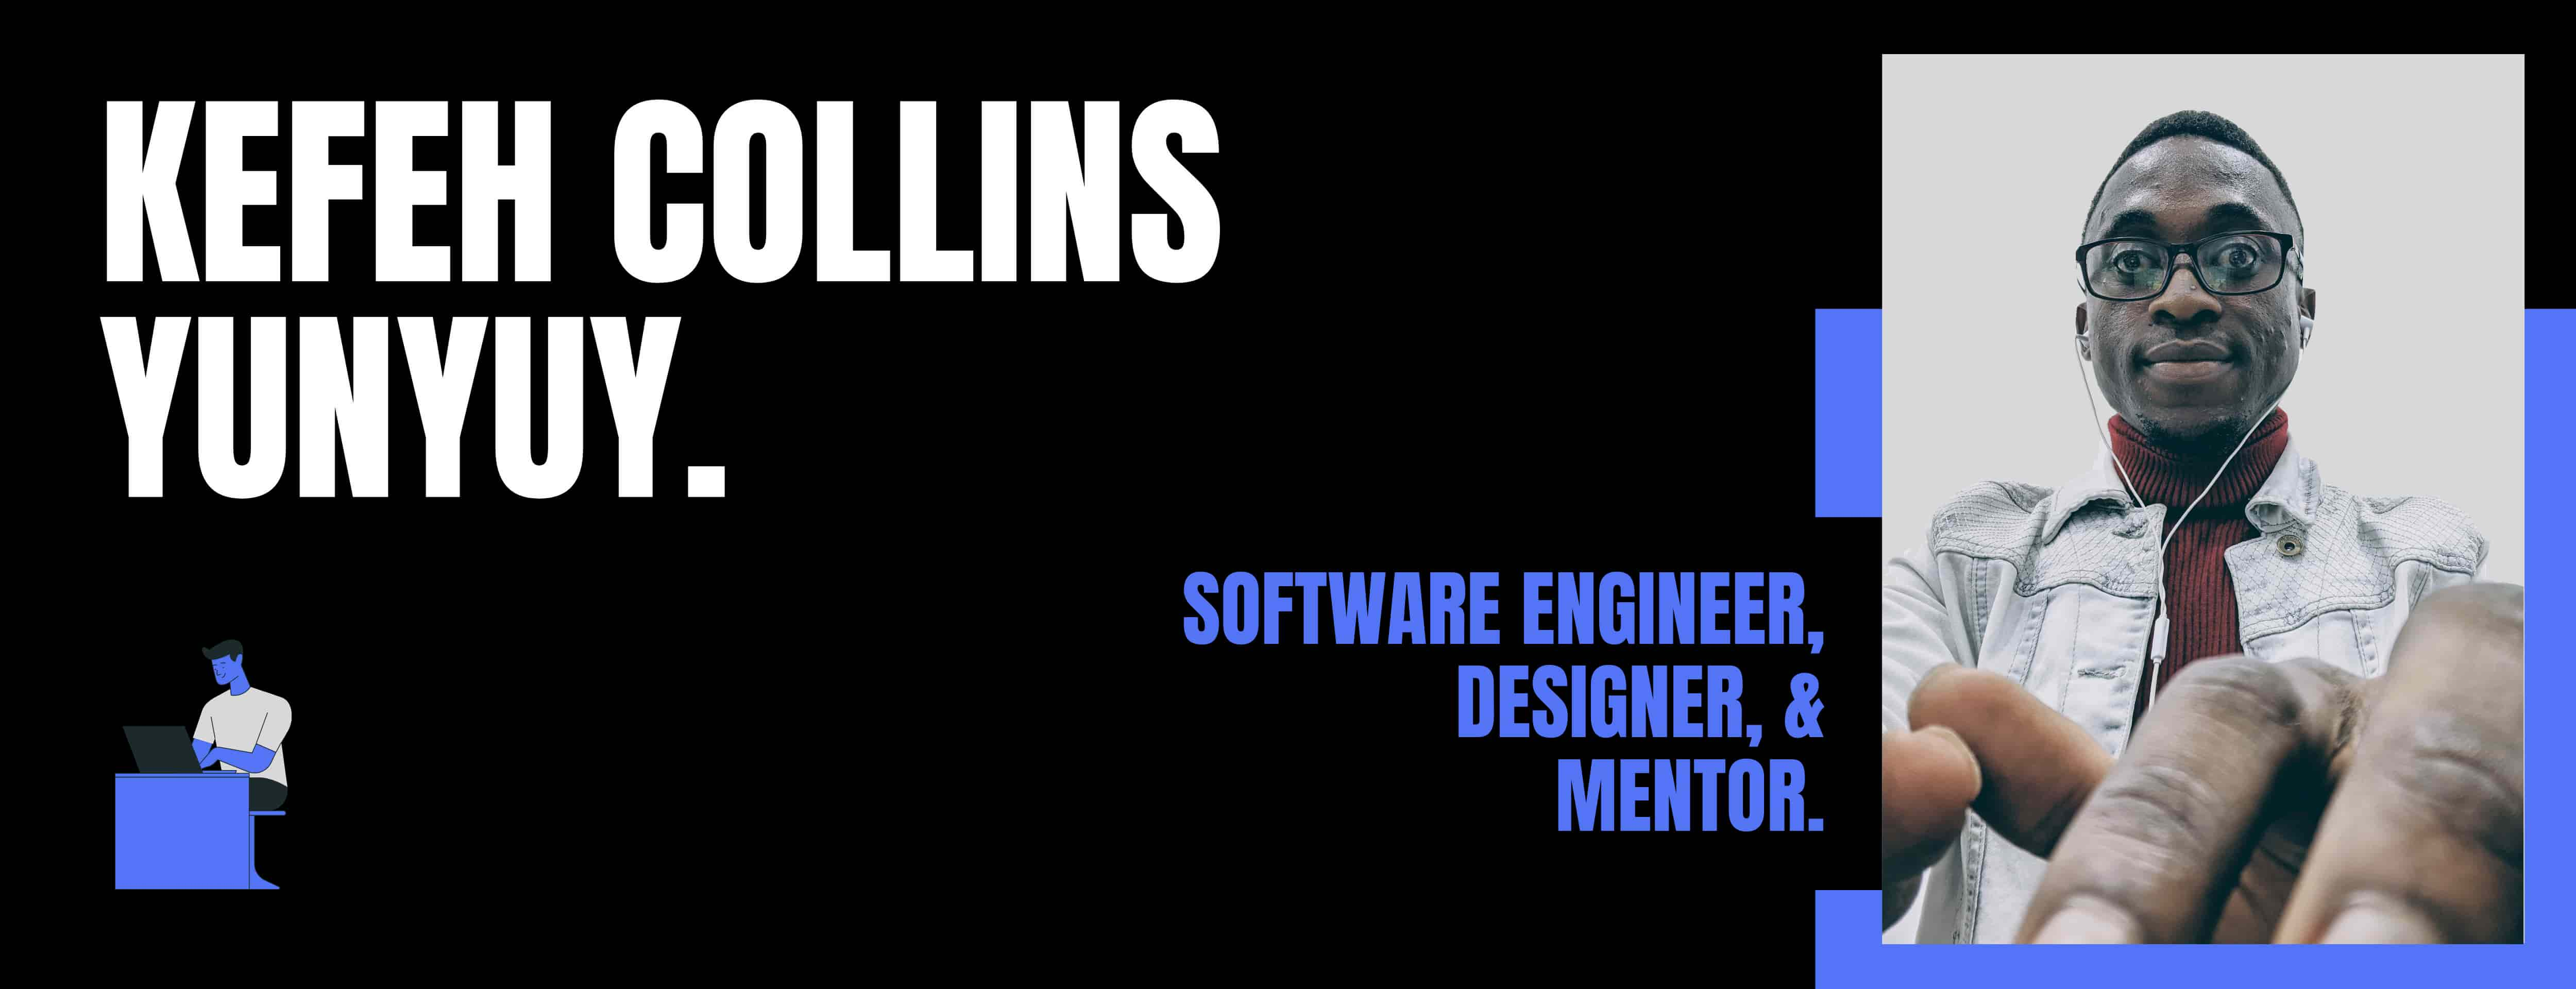 KEFEH COLLINS
YUNYUY.
SOFTWARE ENGINEER,
DESIGNER, &
MENTOR.